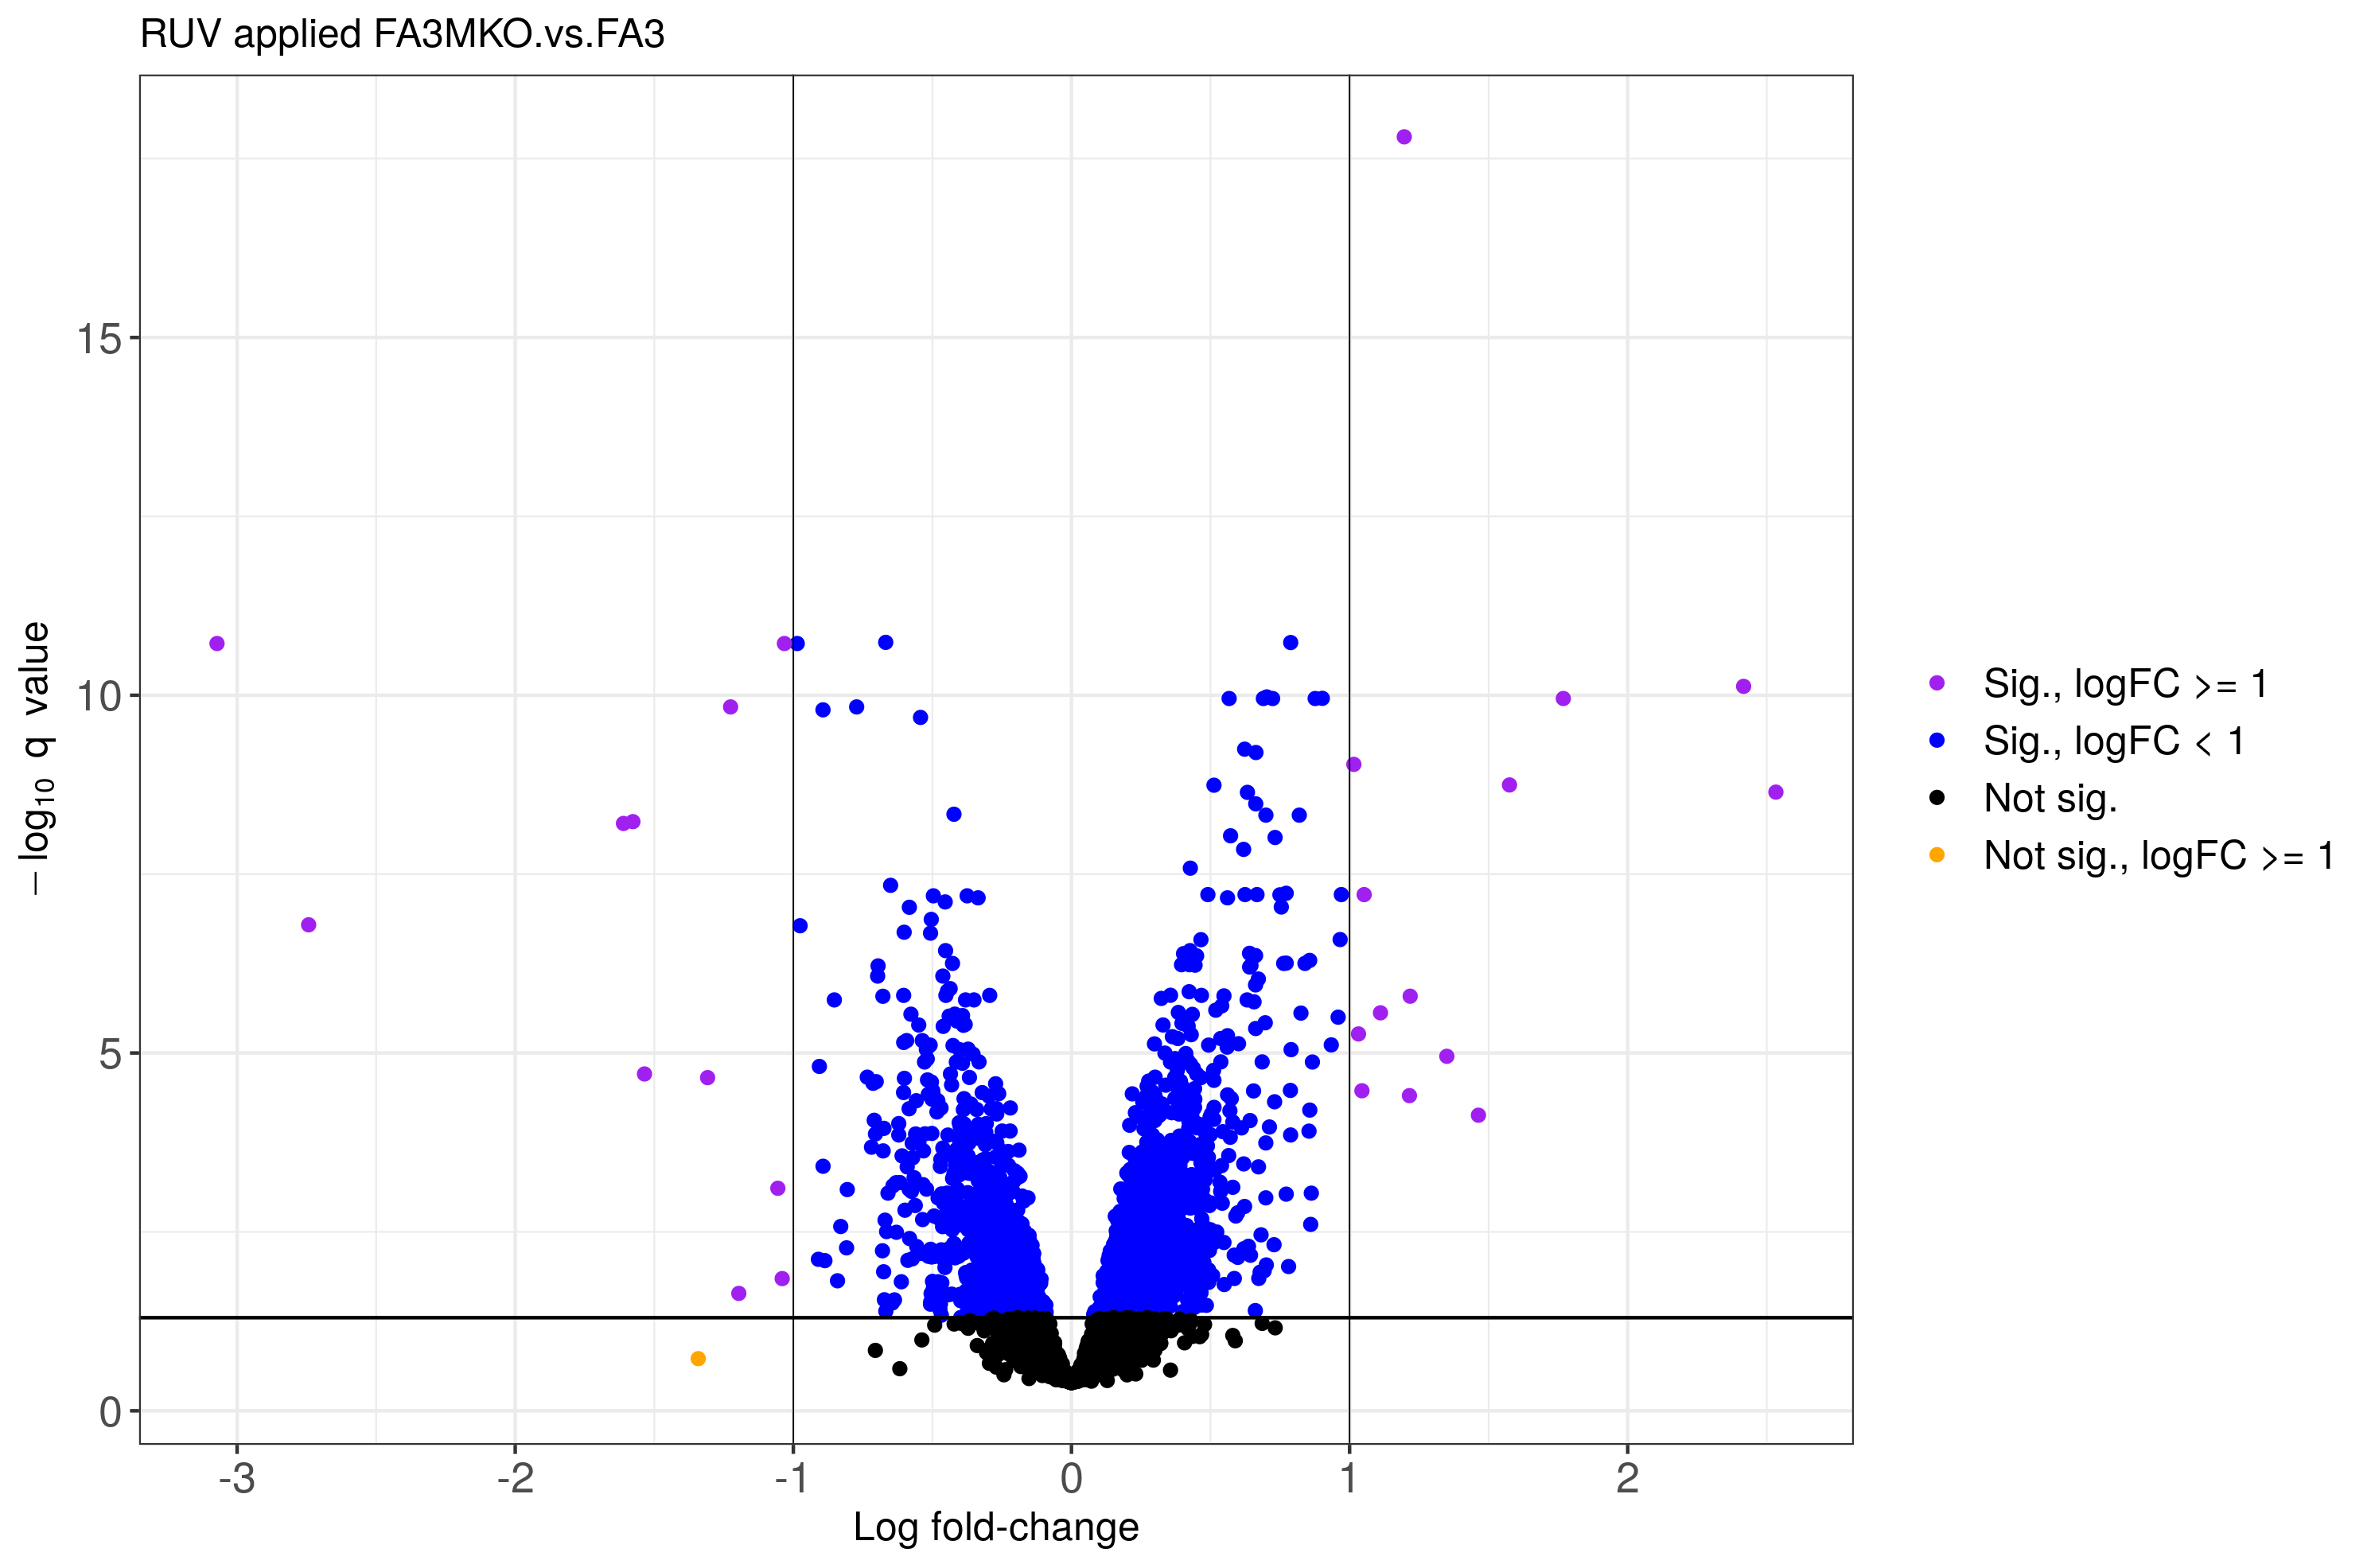 RUV applied FA3MKO.vs.FA3
15
10
5
0
− log10 q value
-3
-2
-1
0
1
2
Log fold-change
Sig., logFC >= 1
Sig., logFC < 1
Not sig.
Not sig., logFC >= 1